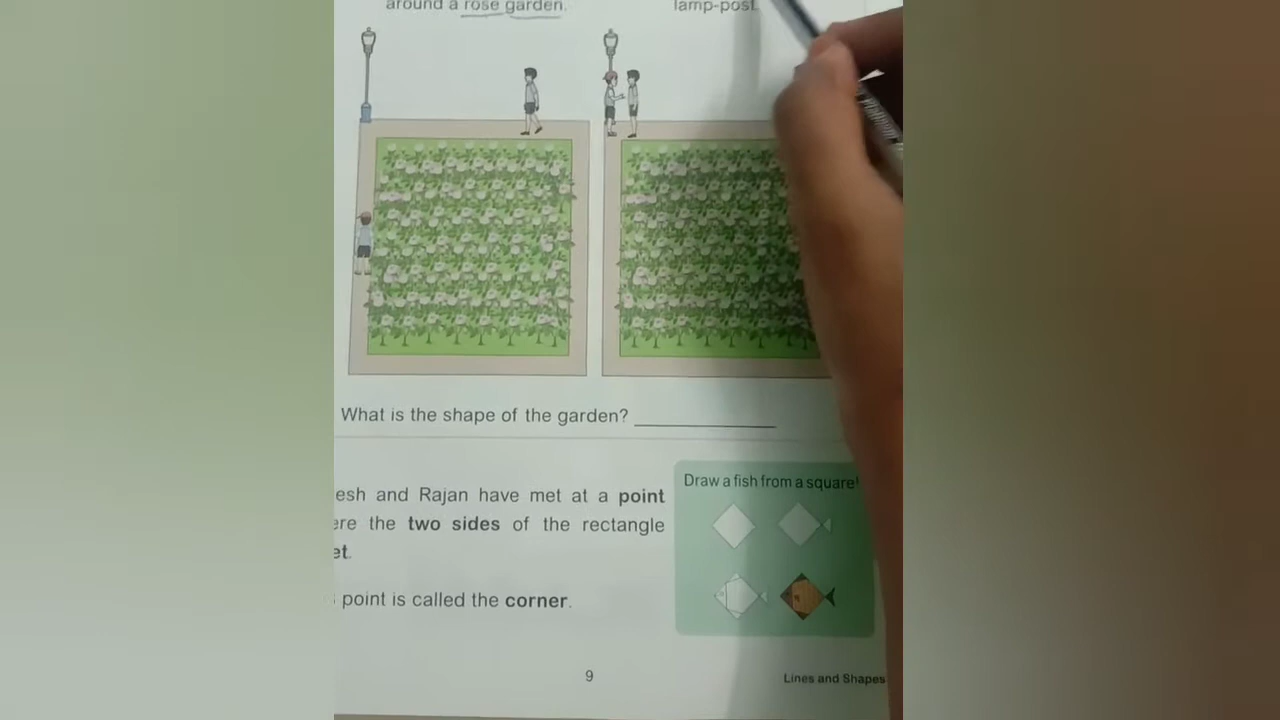 around a rose garden.
lamp-post.
What is the shape of the garden?
esh and Rajan have met at a point
ere the two sides of the rectangle
et.
point is called the corner.
Draw a fish from a square!
9
Lines and Shapes